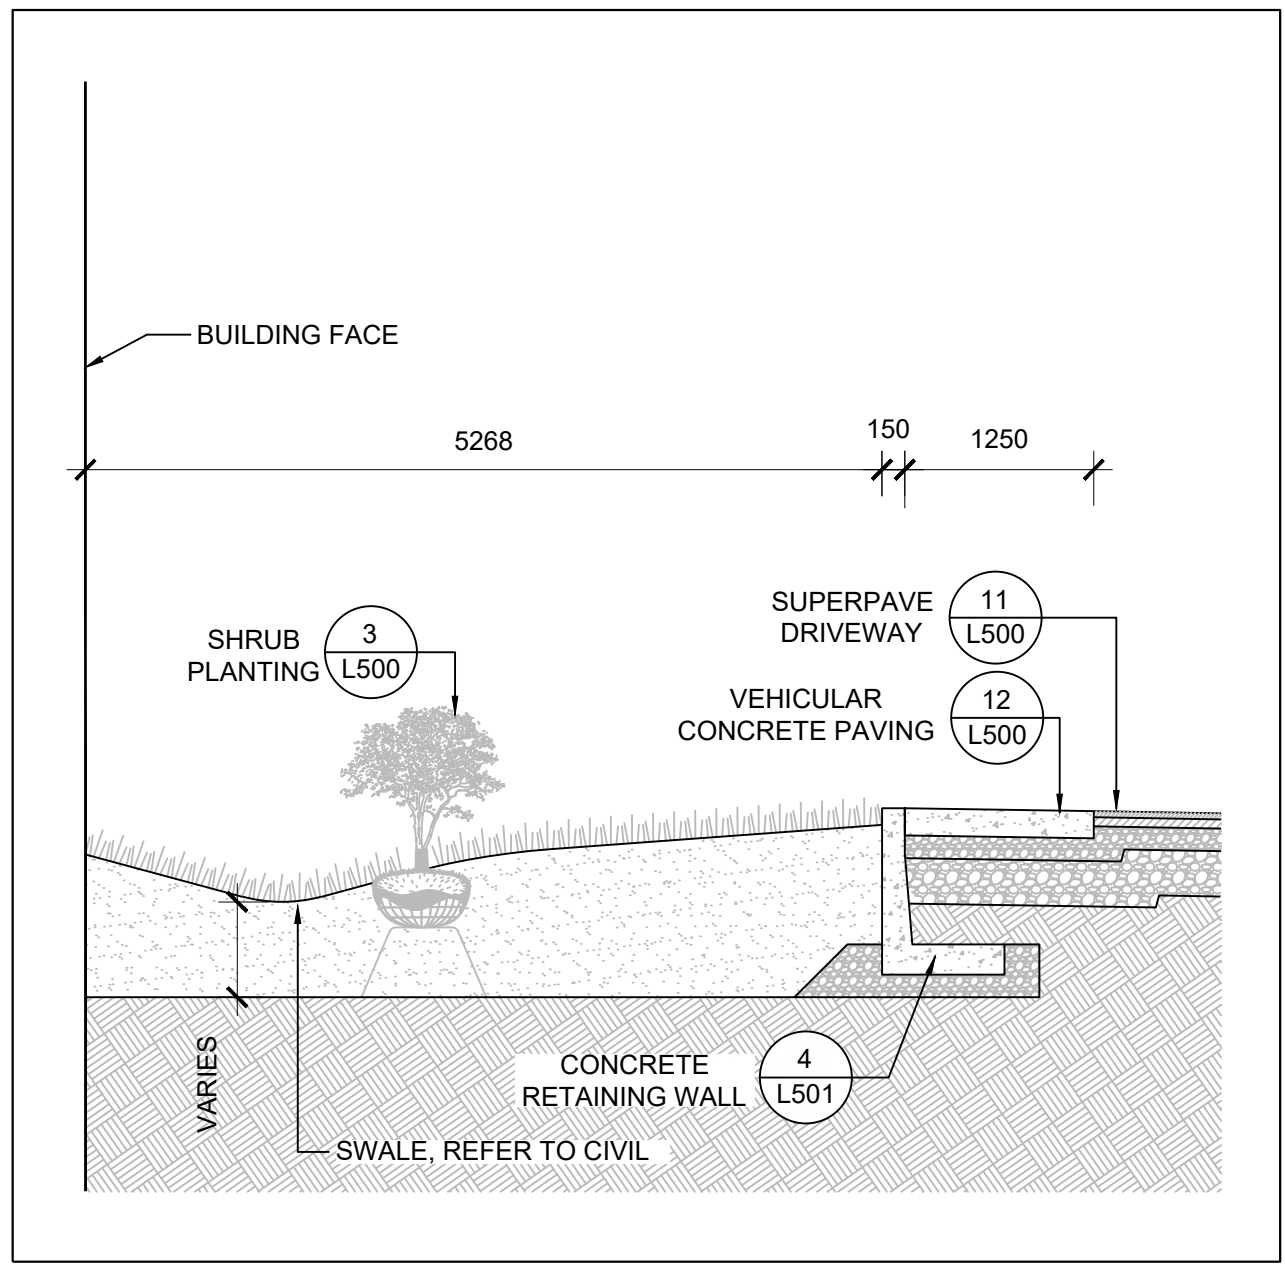 BUILDING FACE
5268
150
1250
SHRUB
PLANTING
3
L500
SUPERPAVE
DRIVEWAY
11
L500
VEHICULAR
CONCRETE PAVING
12
L500
VARIES
CONCRETE
RETAINING WALL
4
L501
SWALE, REFER TO CIVIL